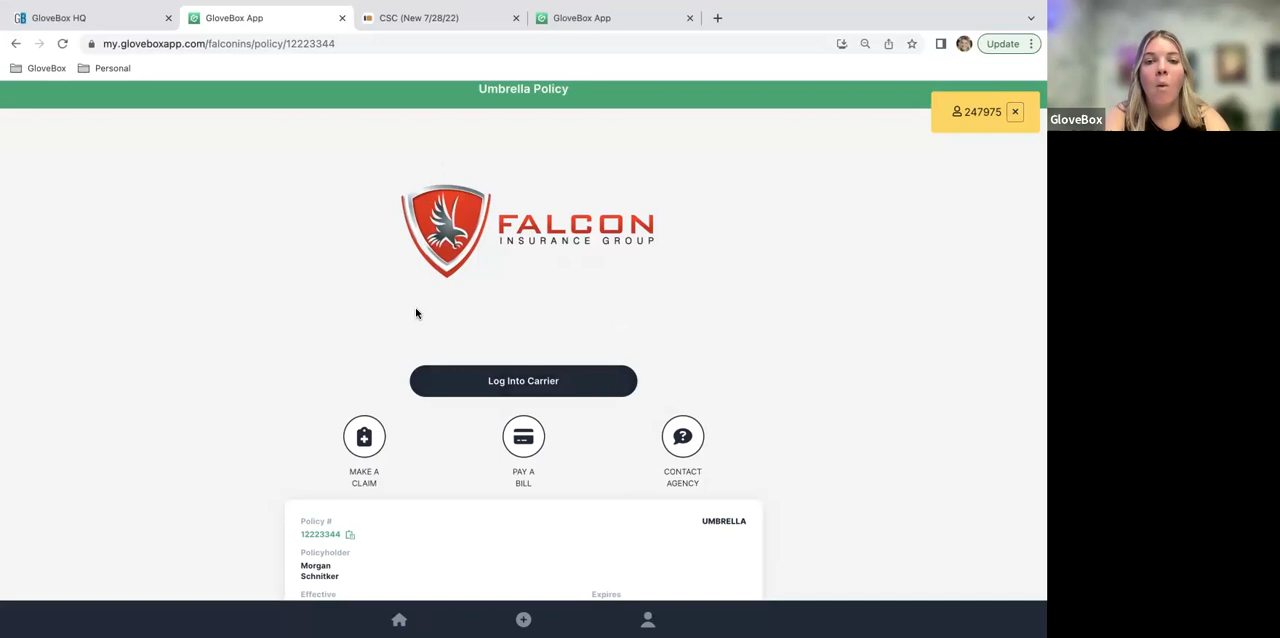 GloveBox HQ
GloveBox App
CSC (New 7/28/22)
GloveBox App
my.gloveboxapp.com/falconins/policy/12223344
Update
GloveBox
Personal
Umbrella Policy
247975
GloveBox
FALCON
INSURANCE GROUP
Log Into Carrier
MAKE A
CLAIM
PAY A
BILL
CONTACT
AGENCY
Policy #
UMBRELLA
12223344
Policyholder
Morgan
Schnitker
Effective
Expires